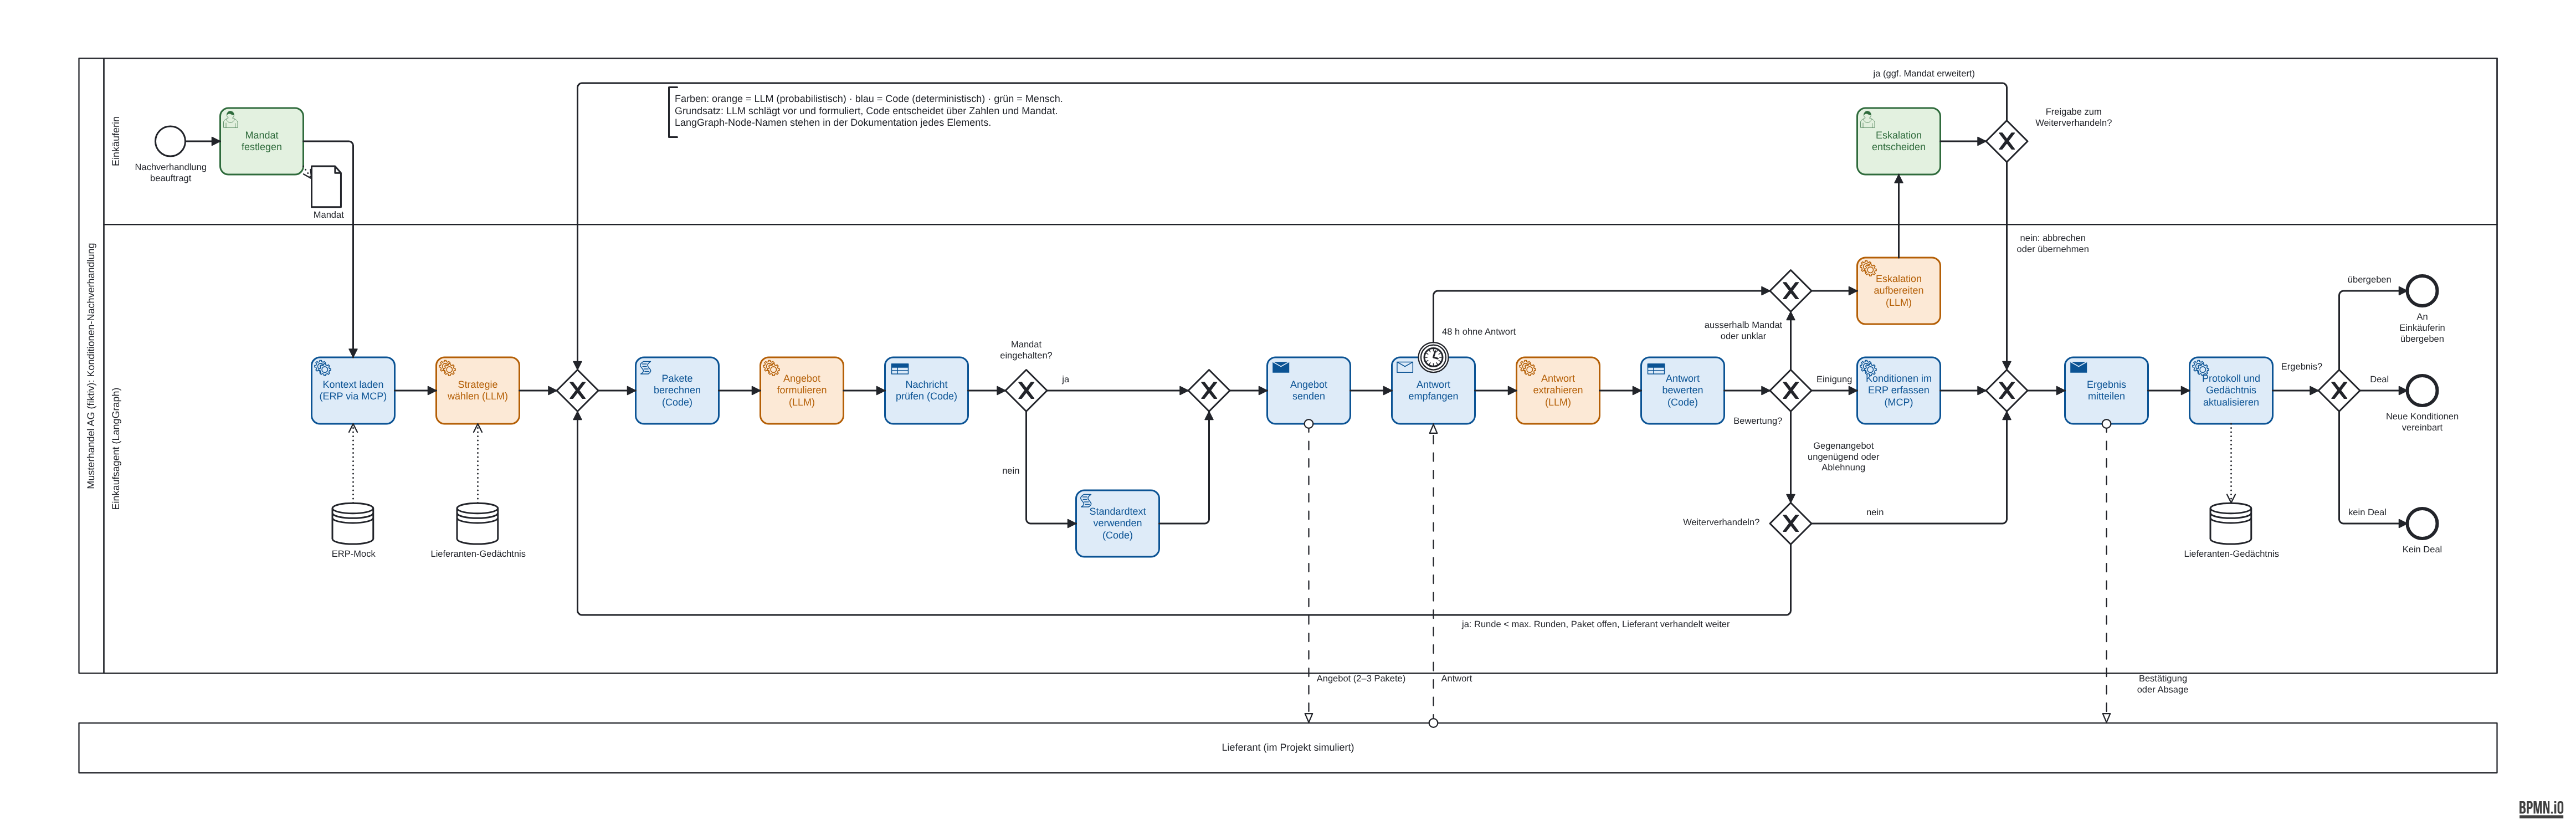 Musterhandel AG (fiktiv): Konditionen-Nachverhandlung
Einkäuferin
Nachverhandlung
beauftragt
Mandat
festlegen
Mandat
Farben: orange = LLM (probabilistisch) · blau = Code (deterministisch) · grün = Mensch.
Grundsatz: LLM schlägt vor und formuliert, Code entscheidet über Zahlen und Mandat.
LangGraph-Node-Namen stehen in der Dokumentation jedes Elements.
ja (ggf. Mandat erweitert)
Eskalation
entscheiden
Freigabe zum
Weiterverhandeln?
nein: abbrechen
oder übernehmen
Einkaufsagent (LangGraph)
Kontext laden
(ERP via MCP)
ERP-Mock
Strategie
wählen (LLM)
Lieferanten-Gedächtnis
Pakete
berechnen
(Code)
Angebot
formulieren
(LLM)
Nachricht
prüfen (Code)
Mandat
eingehalten?
ja
nein
Standardtext
verwenden
(Code)
Angebot
senden
48 h ohne Antwort
Antwort
empfangen
Antwort
extrahieren
(LLM)
Antwort
bewerten
(Code)
ausserhalb Mandat
oder unklar
Eskalation
aufbereiten
(LLM)
Bewertung?
Einigung
Konditionen im
ERP erfassen
(MCP)
Gegenangebot
ungenügend oder
Ablehnung
Weiterverhandeln?
nein
ja: Runde < max. Runden, Paket offen, Lieferant verhandelt weiter
Ergebnis
mitteilen
Protokoll und
Gedächtnis
aktualisieren
Lieferanten-Gedächtnis
Ergebnis?
übergeben
An
Einkäuferin
übergeben
Deal
Neue Konditionen
vereinbart
kein Deal
Kein Deal
Angebot (2–3 Pakete)
Antwort
Bestätigung
oder Absage
Lieferant (im Projekt simuliert)
BPMN.iO